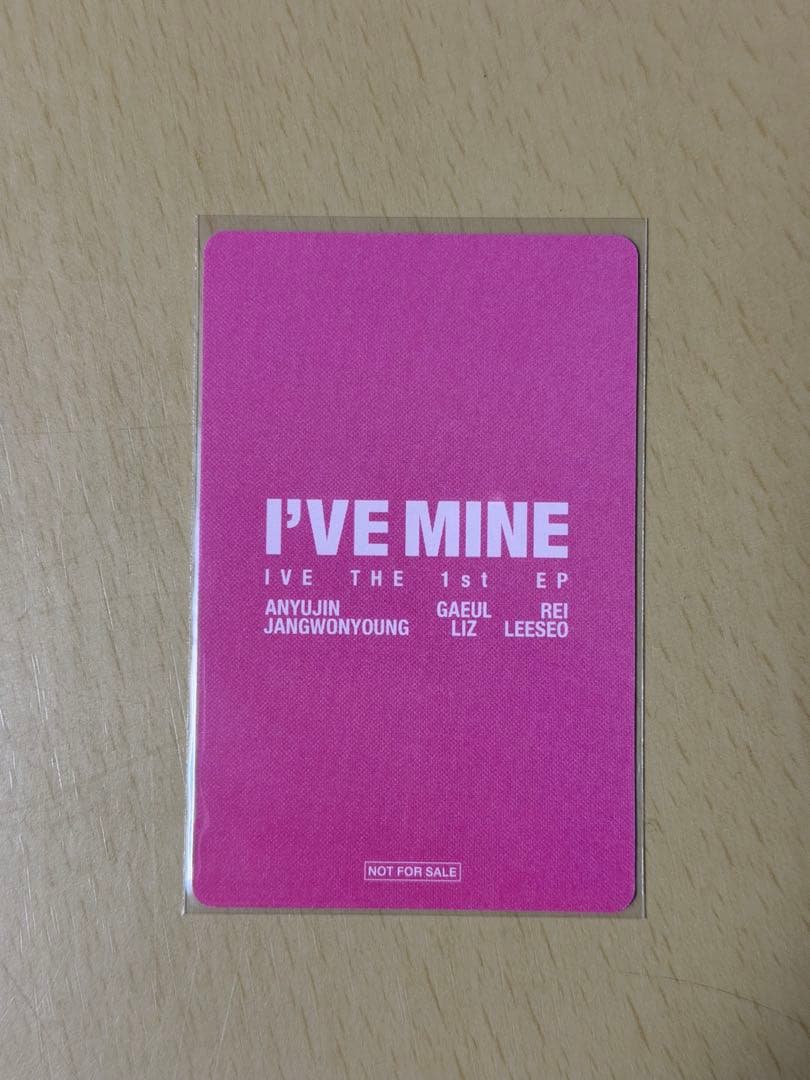 I'VE MINE
IVE THE 1st EP
ANYUJIN GAEUL REI
JANGWONYOUNG LIZ LEESEO
NOT FOR SALE